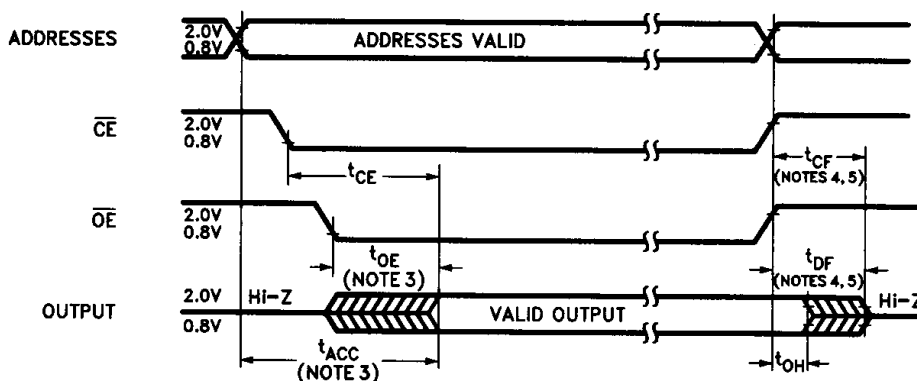 ADDRESSES 2.0V 0.8V ADDRESSES VALID
CE 2.0V 0.8V
tCE
tCF
(NOTES 4, 5)
OE 2.0V 0.8V
tOE
(NOTE 3)
tDF
(NOTES 4, 5)
OUTPUT 2.0V 0.8V Hi-Z VALID OUTPUT Hi-Z
tACC
(NOTE 3)
tOH